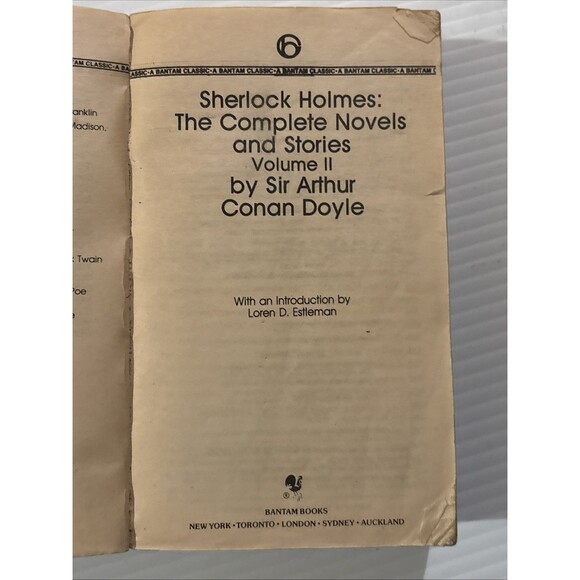 anklin
Madison,
Twain
Poe
ASSIC•A BANTAM CLASSIC•A BANTAM CLASSIC•A BANTAM CLASSIC•A BANTAM CLASSIC•A BANTAM
Sherlock Holmes:
The Complete Novels
and Stories
Volume II
by Sir Arthur
Conan Doyle
With an Introduction by
Loren D. Estleman
®
BANTAM BOOKS
NEW YORK • TORONTO • LONDON • SYDNEY • AUCKLAND